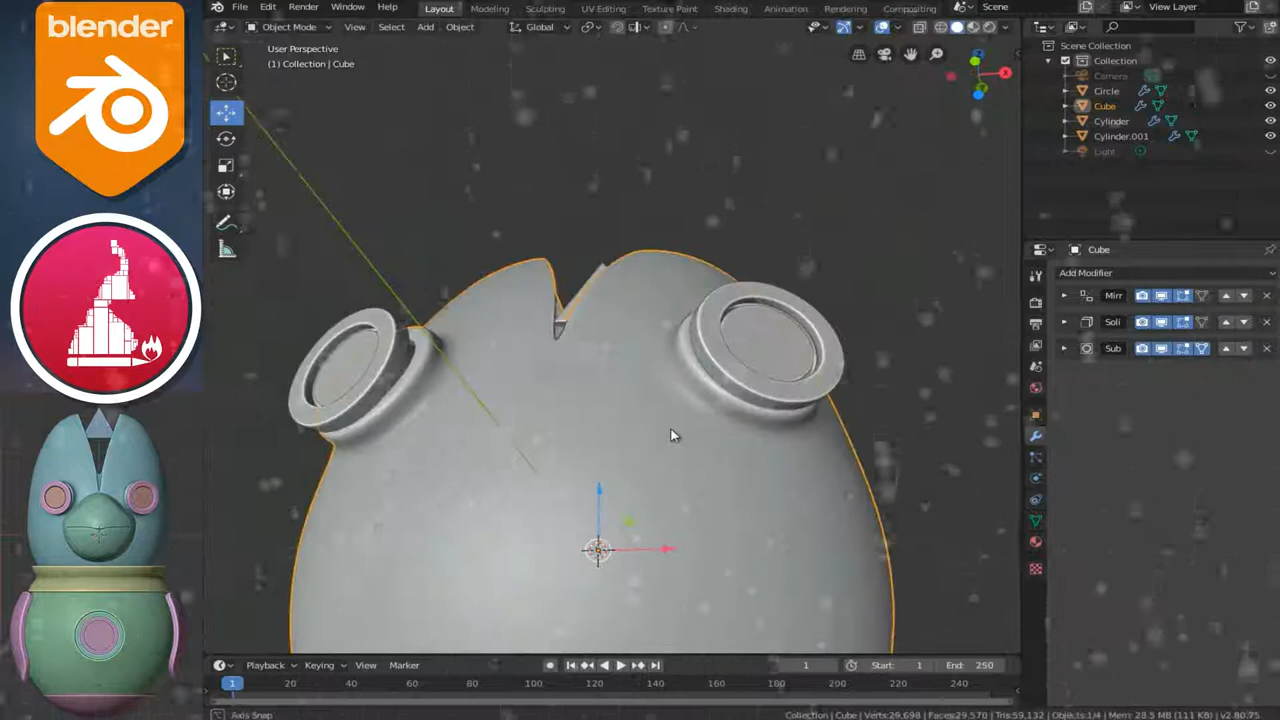 blender
File Edit Render Window Help
Layout Modeling Sculpting UV Editing Texture Paint Shading Animation Rendering Compositing
Scene
View Layer
Object Mode View Select Add Object
Global
User Perspective
(1) Collection | Cube
Scene Collection
Collection
Camera
Circle
Cube
Cylinder
Cylinder.001
Light
Cube
Add Modifier
Mirr
Soli
Sub
X
Playback Keying View Marker
1
Start: 1
End: 250
1 20 40 60 80 100 120 140 160 180 200 220 240
Axis Snap
Collection | Cube | Verts:29,698 | Faces:29,570 | Tris:59,132 | Objects:1/4 | Mem: 28.5 MB (111 KB) | v2.80.75